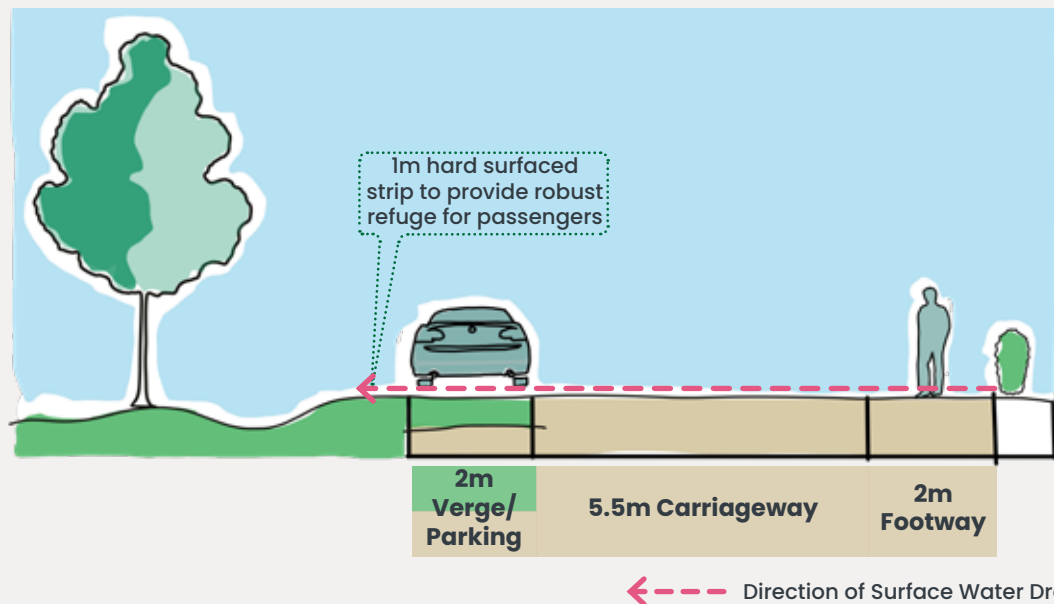 1m hard surfaced
strip to provide robust
refuge for passengers
2m
Verge/
Parking
5.5m Carriageway
2m
Footway
Direction of Surface Water